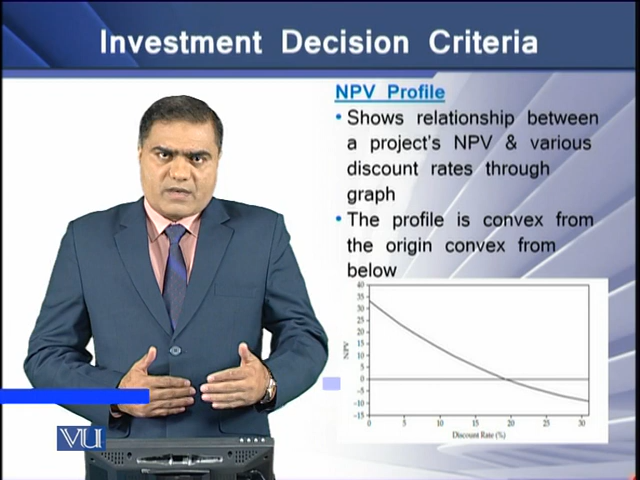 Investment Decision Criteria
NPV Profile
• Shows relationship between
a project's NPV & various
discount rates through
graph
• The profile is convex from
the origin convex from
below
40
35
30
25
20
15
10
5
0
-5
-10
-15
NPV
0 5 10 15 20 25 30
Discount Rate (%)
VU